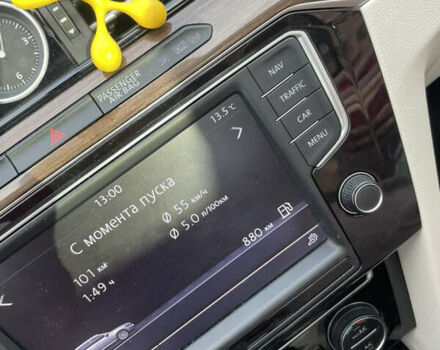 PASSENGER
AIR BAG
NAV
TRAFFIC
CAR
MENU
13:00
13.5 °C
С момента пуска
101 км
Ø 55 км/ч
1:49 ч
Ø 5.0 л/100км
880 км
A/C
A/C